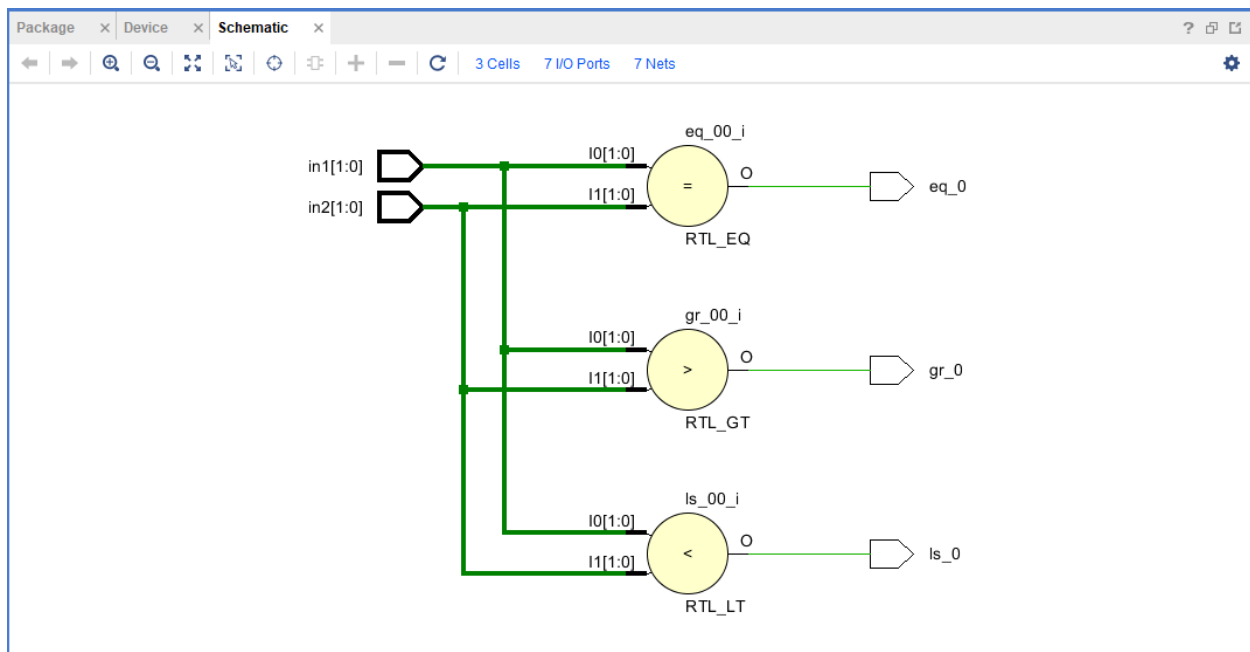 Package × Device × Schematic × ?
3 Cells 7 I/O Ports 7 Nets
eq_00_i
in1[1:0] I0[1:0] O
= eq_0
in2[1:0] I1[1:0]
RTL_EQ
gr_00_i
I0[1:0] O
> gr_0
I1[1:0]
RTL_GT
ls_00_i
I0[1:0] O
< ls_0
I1[1:0]
RTL_LT